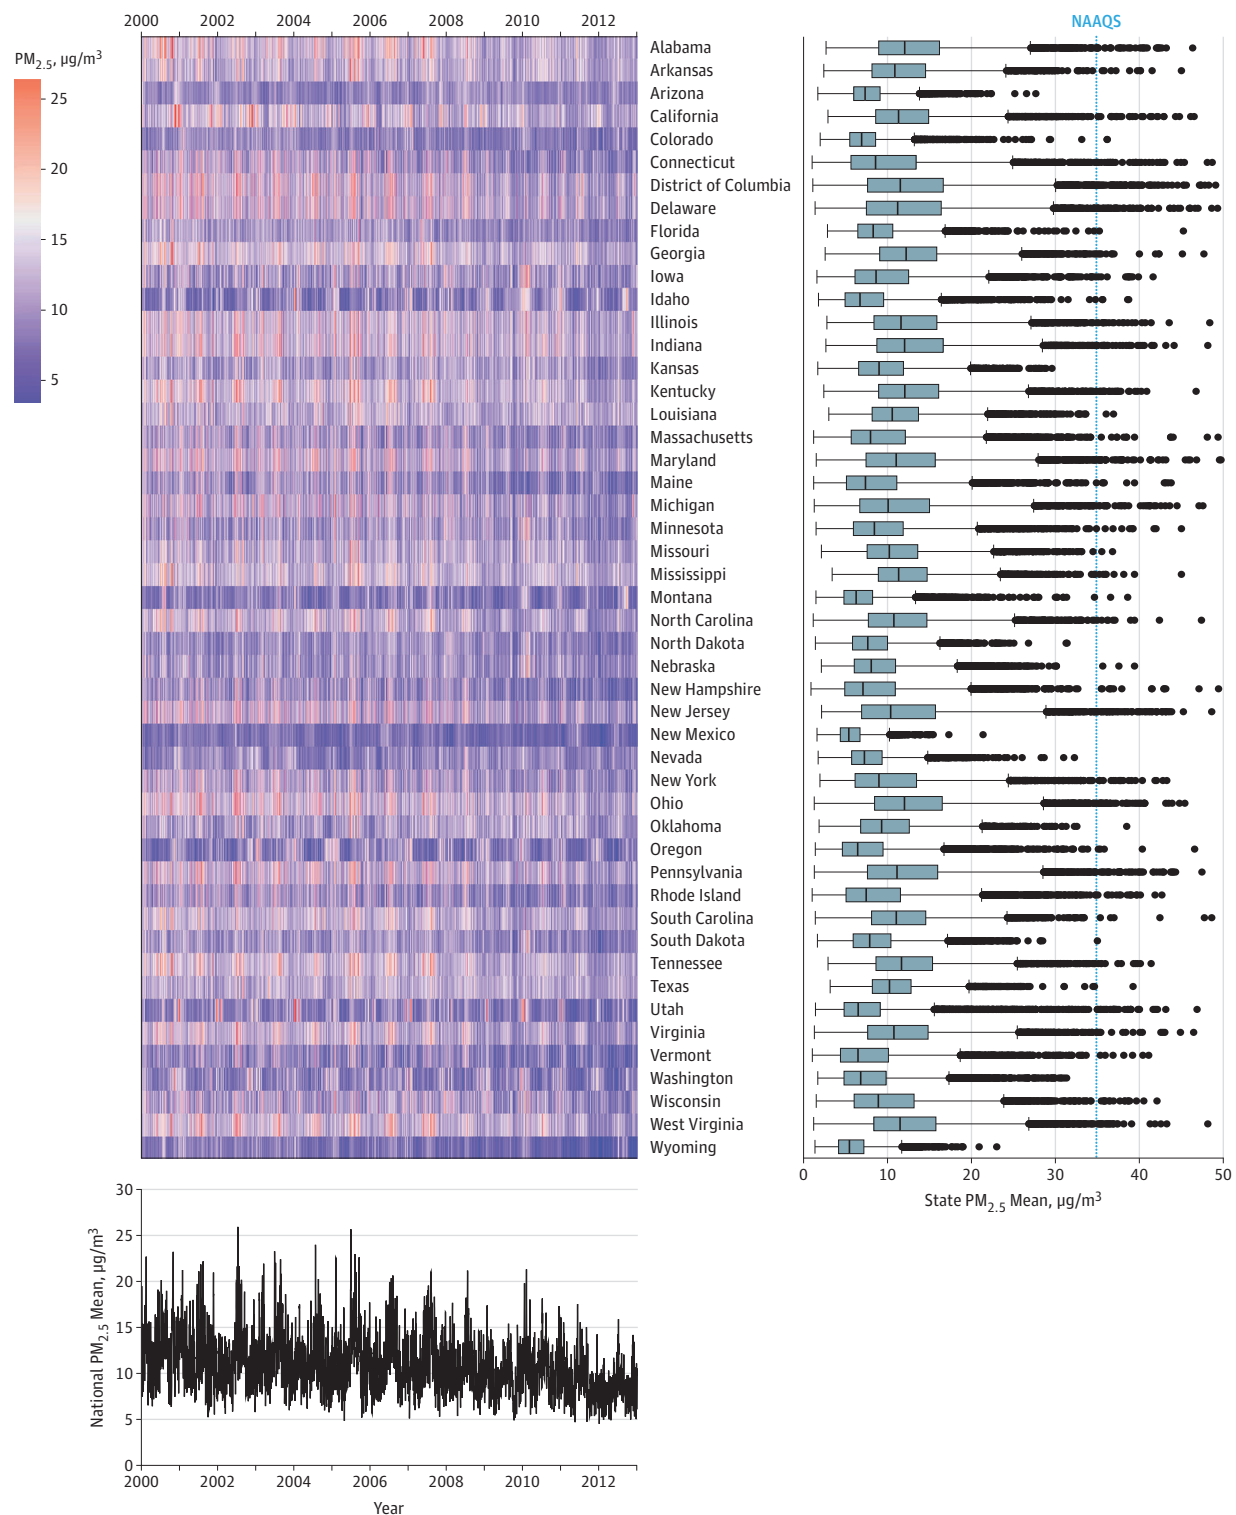 2000 2002 2004 2006 2008 2010 2012
NAAQS
PM2.5, µg/m3
25
20
15
10
5
Alabama
Arkansas
Arizona
California
Colorado
Connecticut
District of Columbia
Delaware
Florida
Georgia
Iowa
Idaho
Illinois
Indiana
Kansas
Kentucky
Louisiana
Massachusetts
Maryland
Maine
Michigan
Minnesota
Missouri
Mississippi
Montana
North Carolina
North Dakota
Nebraska
New Hampshire
New Jersey
New Mexico
Nevada
New York
Ohio
Oklahoma
Oregon
Pennsylvania
Rhode Island
South Carolina
South Dakota
Tennessee
Texas
Utah
Virginia
Vermont
Washington
Wisconsin
West Virginia
Wyoming
0 10 20 30 40 50
State PM2.5 Mean, µg/m3
National PM2.5 Mean, µg/m3
30
25
20
15
10
5
0
2000 2002 2004 2006 2008 2010 2012
Year